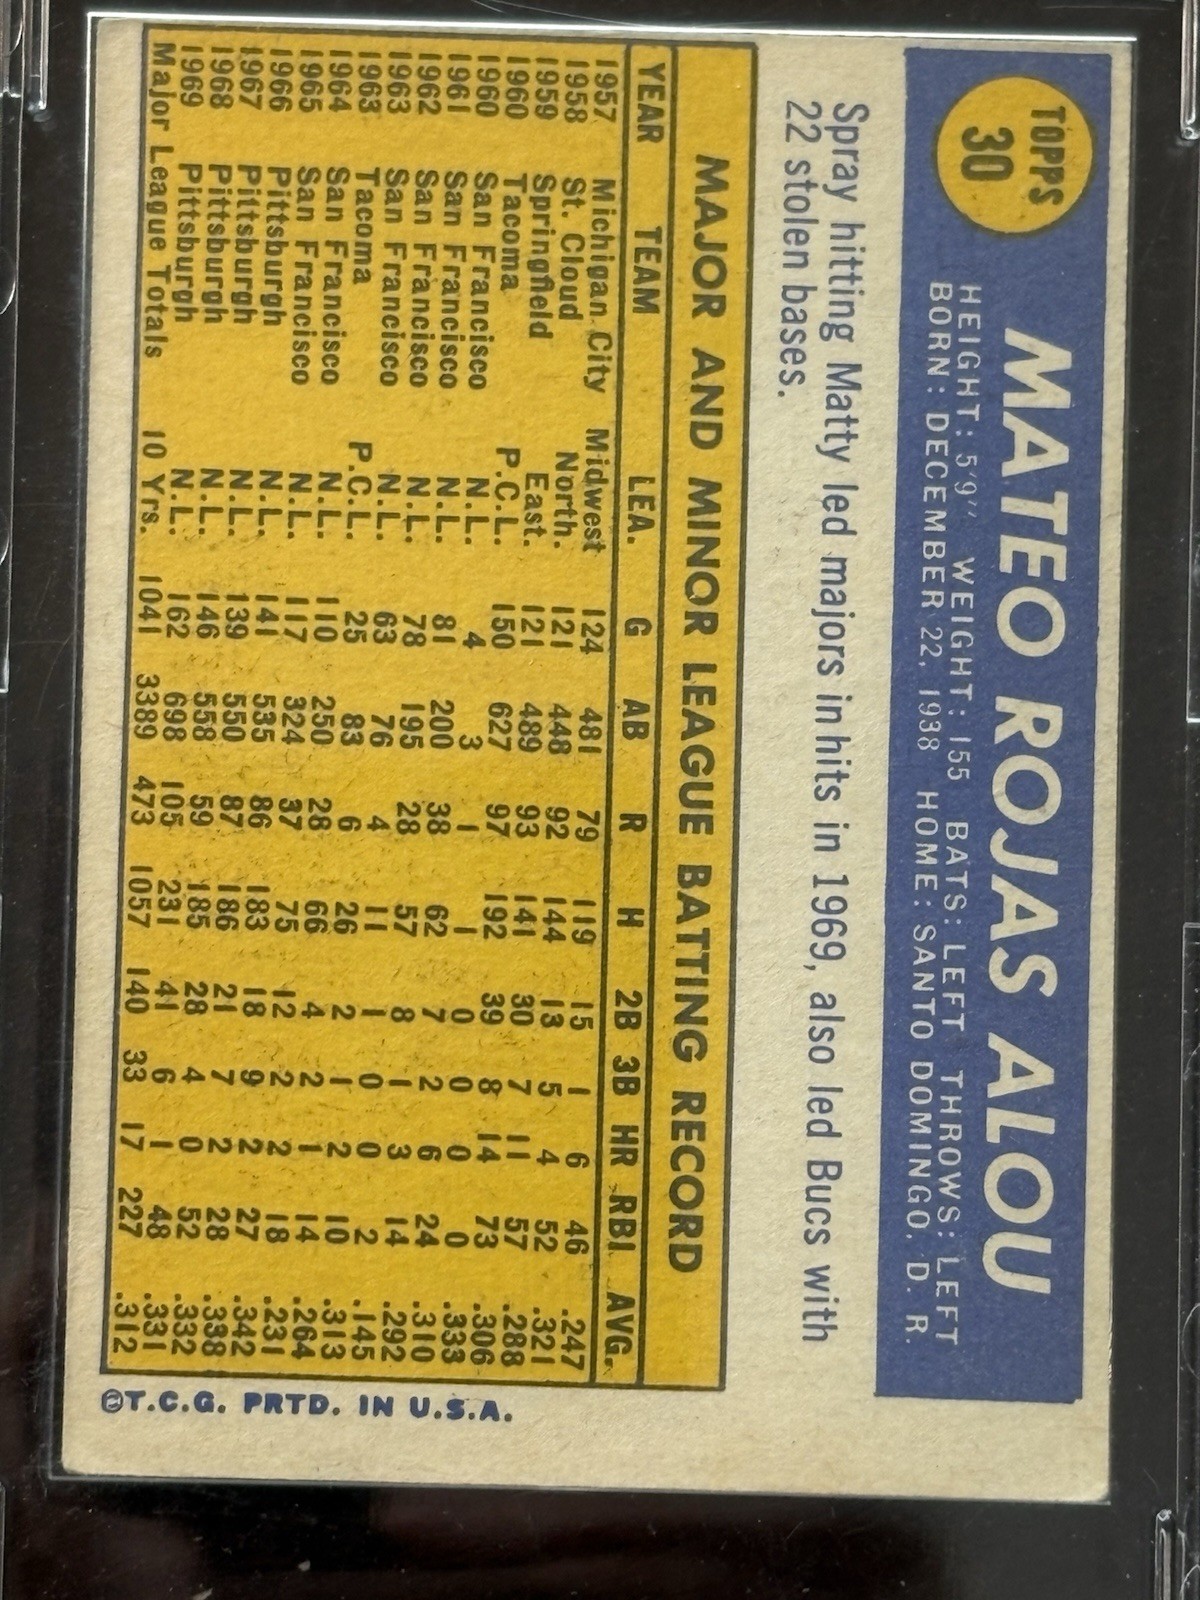 TOPPS
30
MATEO ROJAS ALOU
HEIGHT: 5'9" WEIGHT: 155 BATS: LEFT THROWS: LEFT
BORN: DECEMBER 22, 1938 HOME: SANTO DOMINGO, D. R.
Spray hitting Matty led majors in hits in 1969, also led Bucs with
22 stolen bases.
MAJOR AND MINOR LEAGUE BATTING RECORD
YEAR TEAM LEA. G AB R H 2B 3B HR RBI AVG.
1957 Michigan City Midwest 124 481 79 119 15 1 6 46 .247
1958 St. Cloud North. 121 448 92 144 13 5 4 52 .321
1959 Springfield East. 121 489 93 141 30 7 11 57 .288
1960 Tacoma P.C.L. 150 627 97 192 39 8 14 73 .306
1960 San Francisco N.L. 4 3 1 1 0 0 0 0 .333
1961 San Francisco N.L. 81 200 38 62 7 2 6 24 .310
1962 San Francisco N.L. 78 195 28 57 8 1 3 14 .292
1963 San Francisco N.L. 63 76 4 11 1 0 0 2 .145
1963 Tacoma P.C.L. 25 83 6 26 2 1 2 10 .313
1964 San Francisco N.L. 110 250 28 66 4 2 1 14 .264
1965 San Francisco N.L. 117 324 37 75 12 2 2 18 .231
1966 Pittsburgh N.L. 141 535 86 183 18 9 2 27 .342
1967 Pittsburgh N.L. 139 550 87 186 21 7 2 28 .338
1968 Pittsburgh N.L. 146 558 59 185 28 4 0 52 .332
1969 Pittsburgh N.L. 162 698 105 231 41 6 1 48 .331
Major League Totals 10 Yrs. 1041 3389 473 1057 140 33 17 227 .312
©T.C.G. PRTD. IN U.S.A.